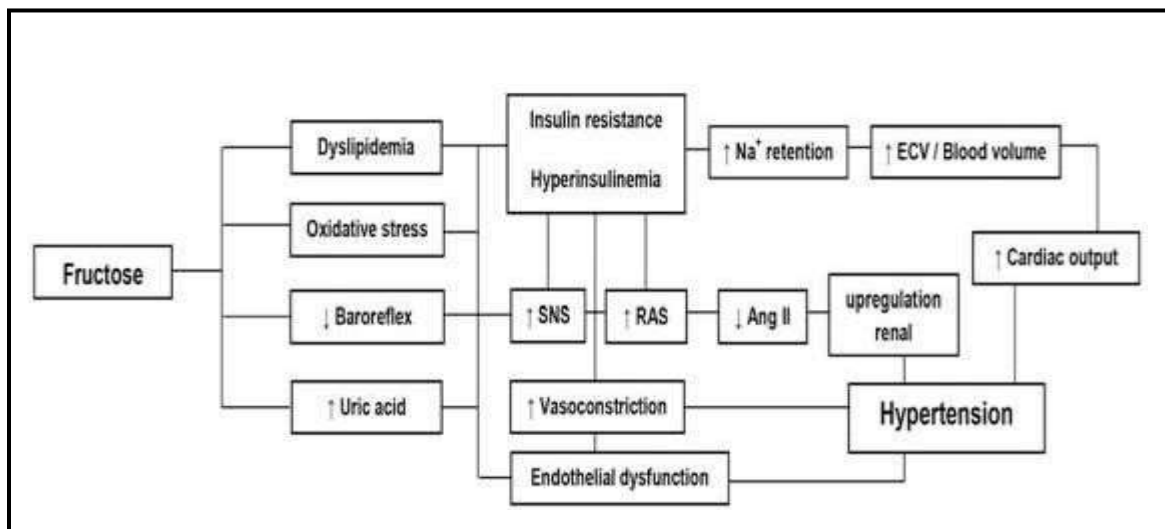 Fructose
Dyslipidemia
Oxidative stress
↓ Baroreflex
↑ Uric acid
Insulin resistance
Hyperinsulinemia
↑ Na⁺ retention
↑ ECV / Blood volume
↑ Cardiac output
↑ SNS
↑ RAS
↓ Ang II
upregulation
renal
↑ Vasoconstriction
Hypertension
Endothelial dysfunction